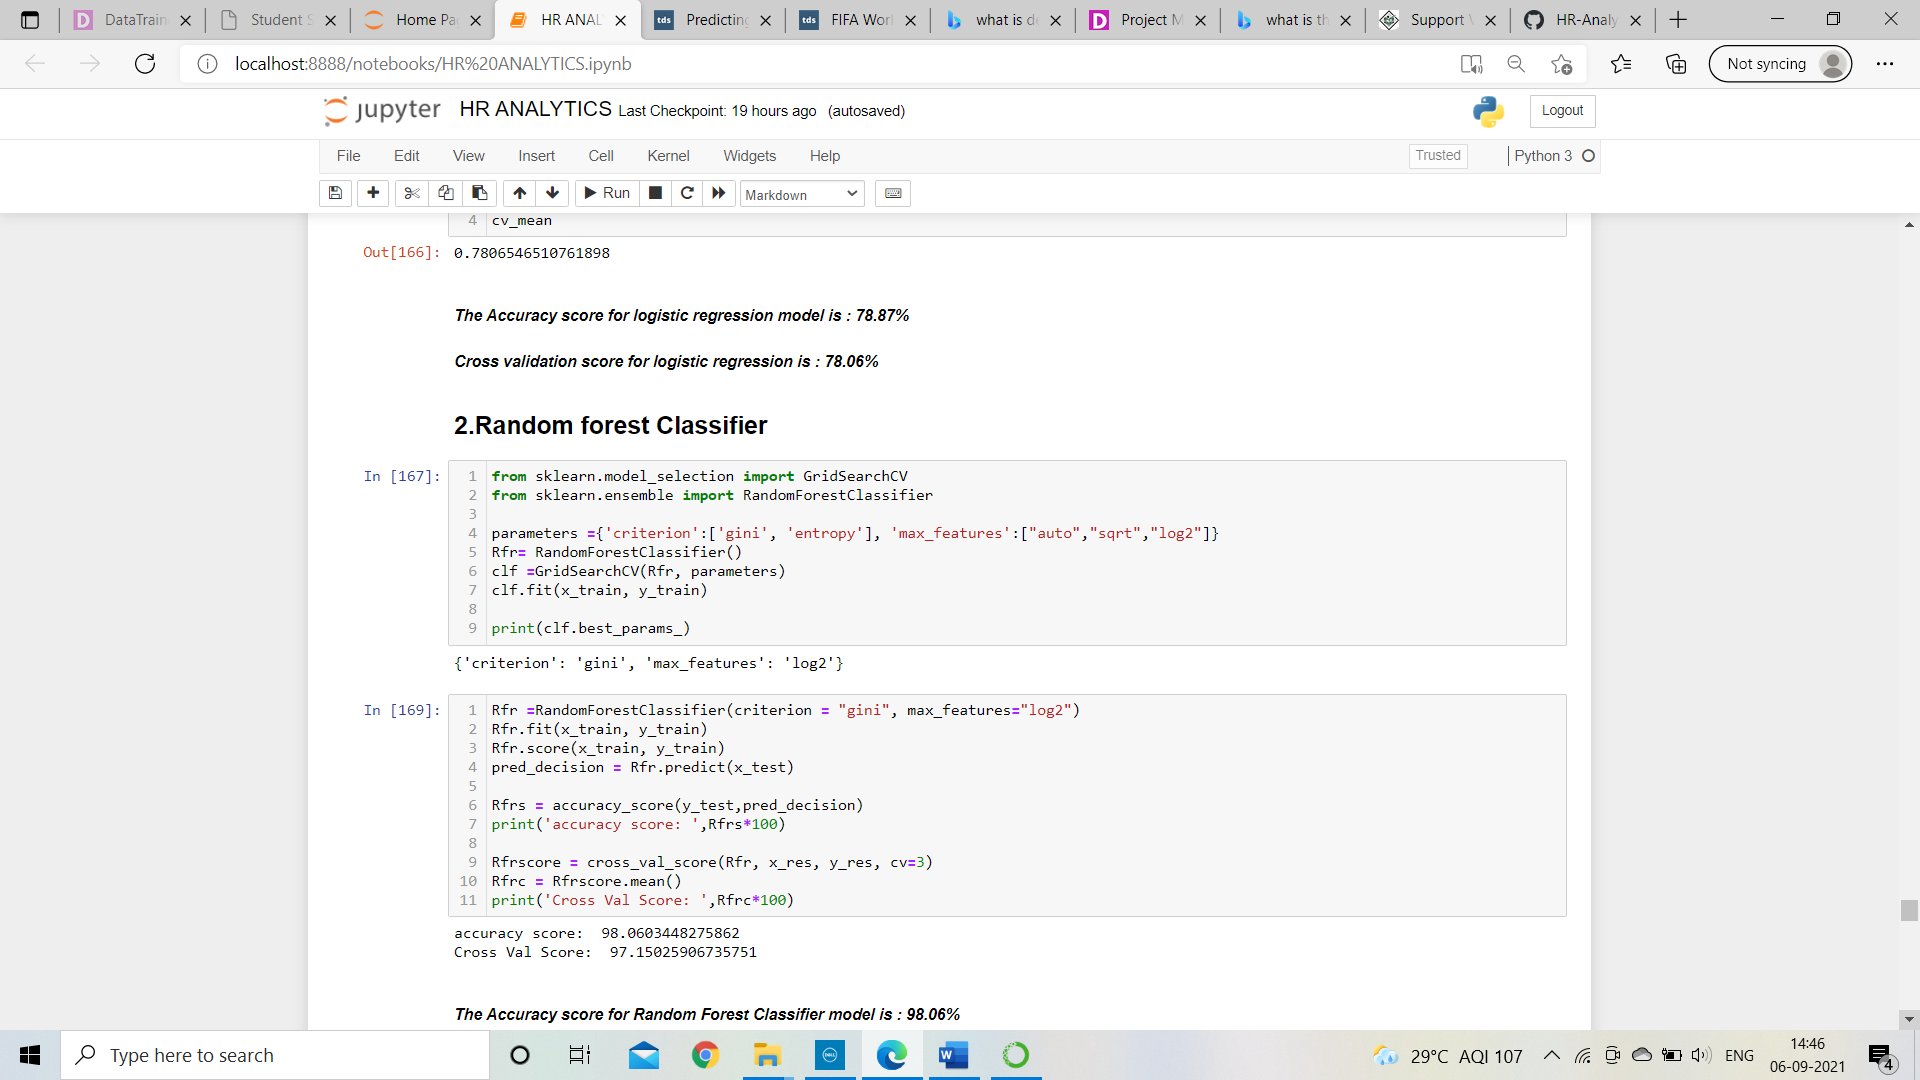 DataTrain
Student S
Home Pa
HR ANAL
Predicting
FIFA Worl
what is de
Project M
what is th
Support V
HR-Analy
localhost:8888/notebooks/HR%20ANALYTICS.ipynb
Not syncing
jupyter HR ANALYTICS Last Checkpoint: 19 hours ago (autosaved)
Logout
File Edit View Insert Cell Kernel Widgets Help
Trusted
Python 3
Run
Markdown
4 cv_mean
Out[166]: 0.7806546510761898
The Accuracy score for logistic regression model is : 78.87%
Cross validation score for logistic regression is : 78.06%
2.Random forest Classifier
In [167]:
1 from sklearn.model_selection import GridSearchCV
2 from sklearn.ensemble import RandomForestClassifier
3
4 parameters ={'criterion':['gini', 'entropy'], 'max_features':["auto","sqrt","log2"]}
5 Rfr= RandomForestClassifier()
6 clf =GridSearchCV(Rfr, parameters)
7 clf.fit(x_train, y_train)
8
9 print(clf.best_params_)
{'criterion': 'gini', 'max_features': 'log2'}
In [169]:
1 Rfr =RandomForestClassifier(criterion = "gini", max_features="log2")
2 Rfr.fit(x_train, y_train)
3 Rfr.score(x_train, y_train)
4 pred_decision = Rfr.predict(x_test)
5
6 Rfrs = accuracy_score(y_test,pred_decision)
7 print('accuracy score: ',Rfrs*100)
8
9 Rfrscore = cross_val_score(Rfr, x_res, y_res, cv=3)
10 Rfrc = Rfrscore.mean()
11 print('Cross Val Score: ',Rfrc*100)
accuracy score:  98.0603448275862
Cross Val Score:  97.15025906735751
The Accuracy score for Random Forest Classifier model is : 98.06%
Type here to search
29°C AQI 107
ENG
14:46
06-09-2021
4